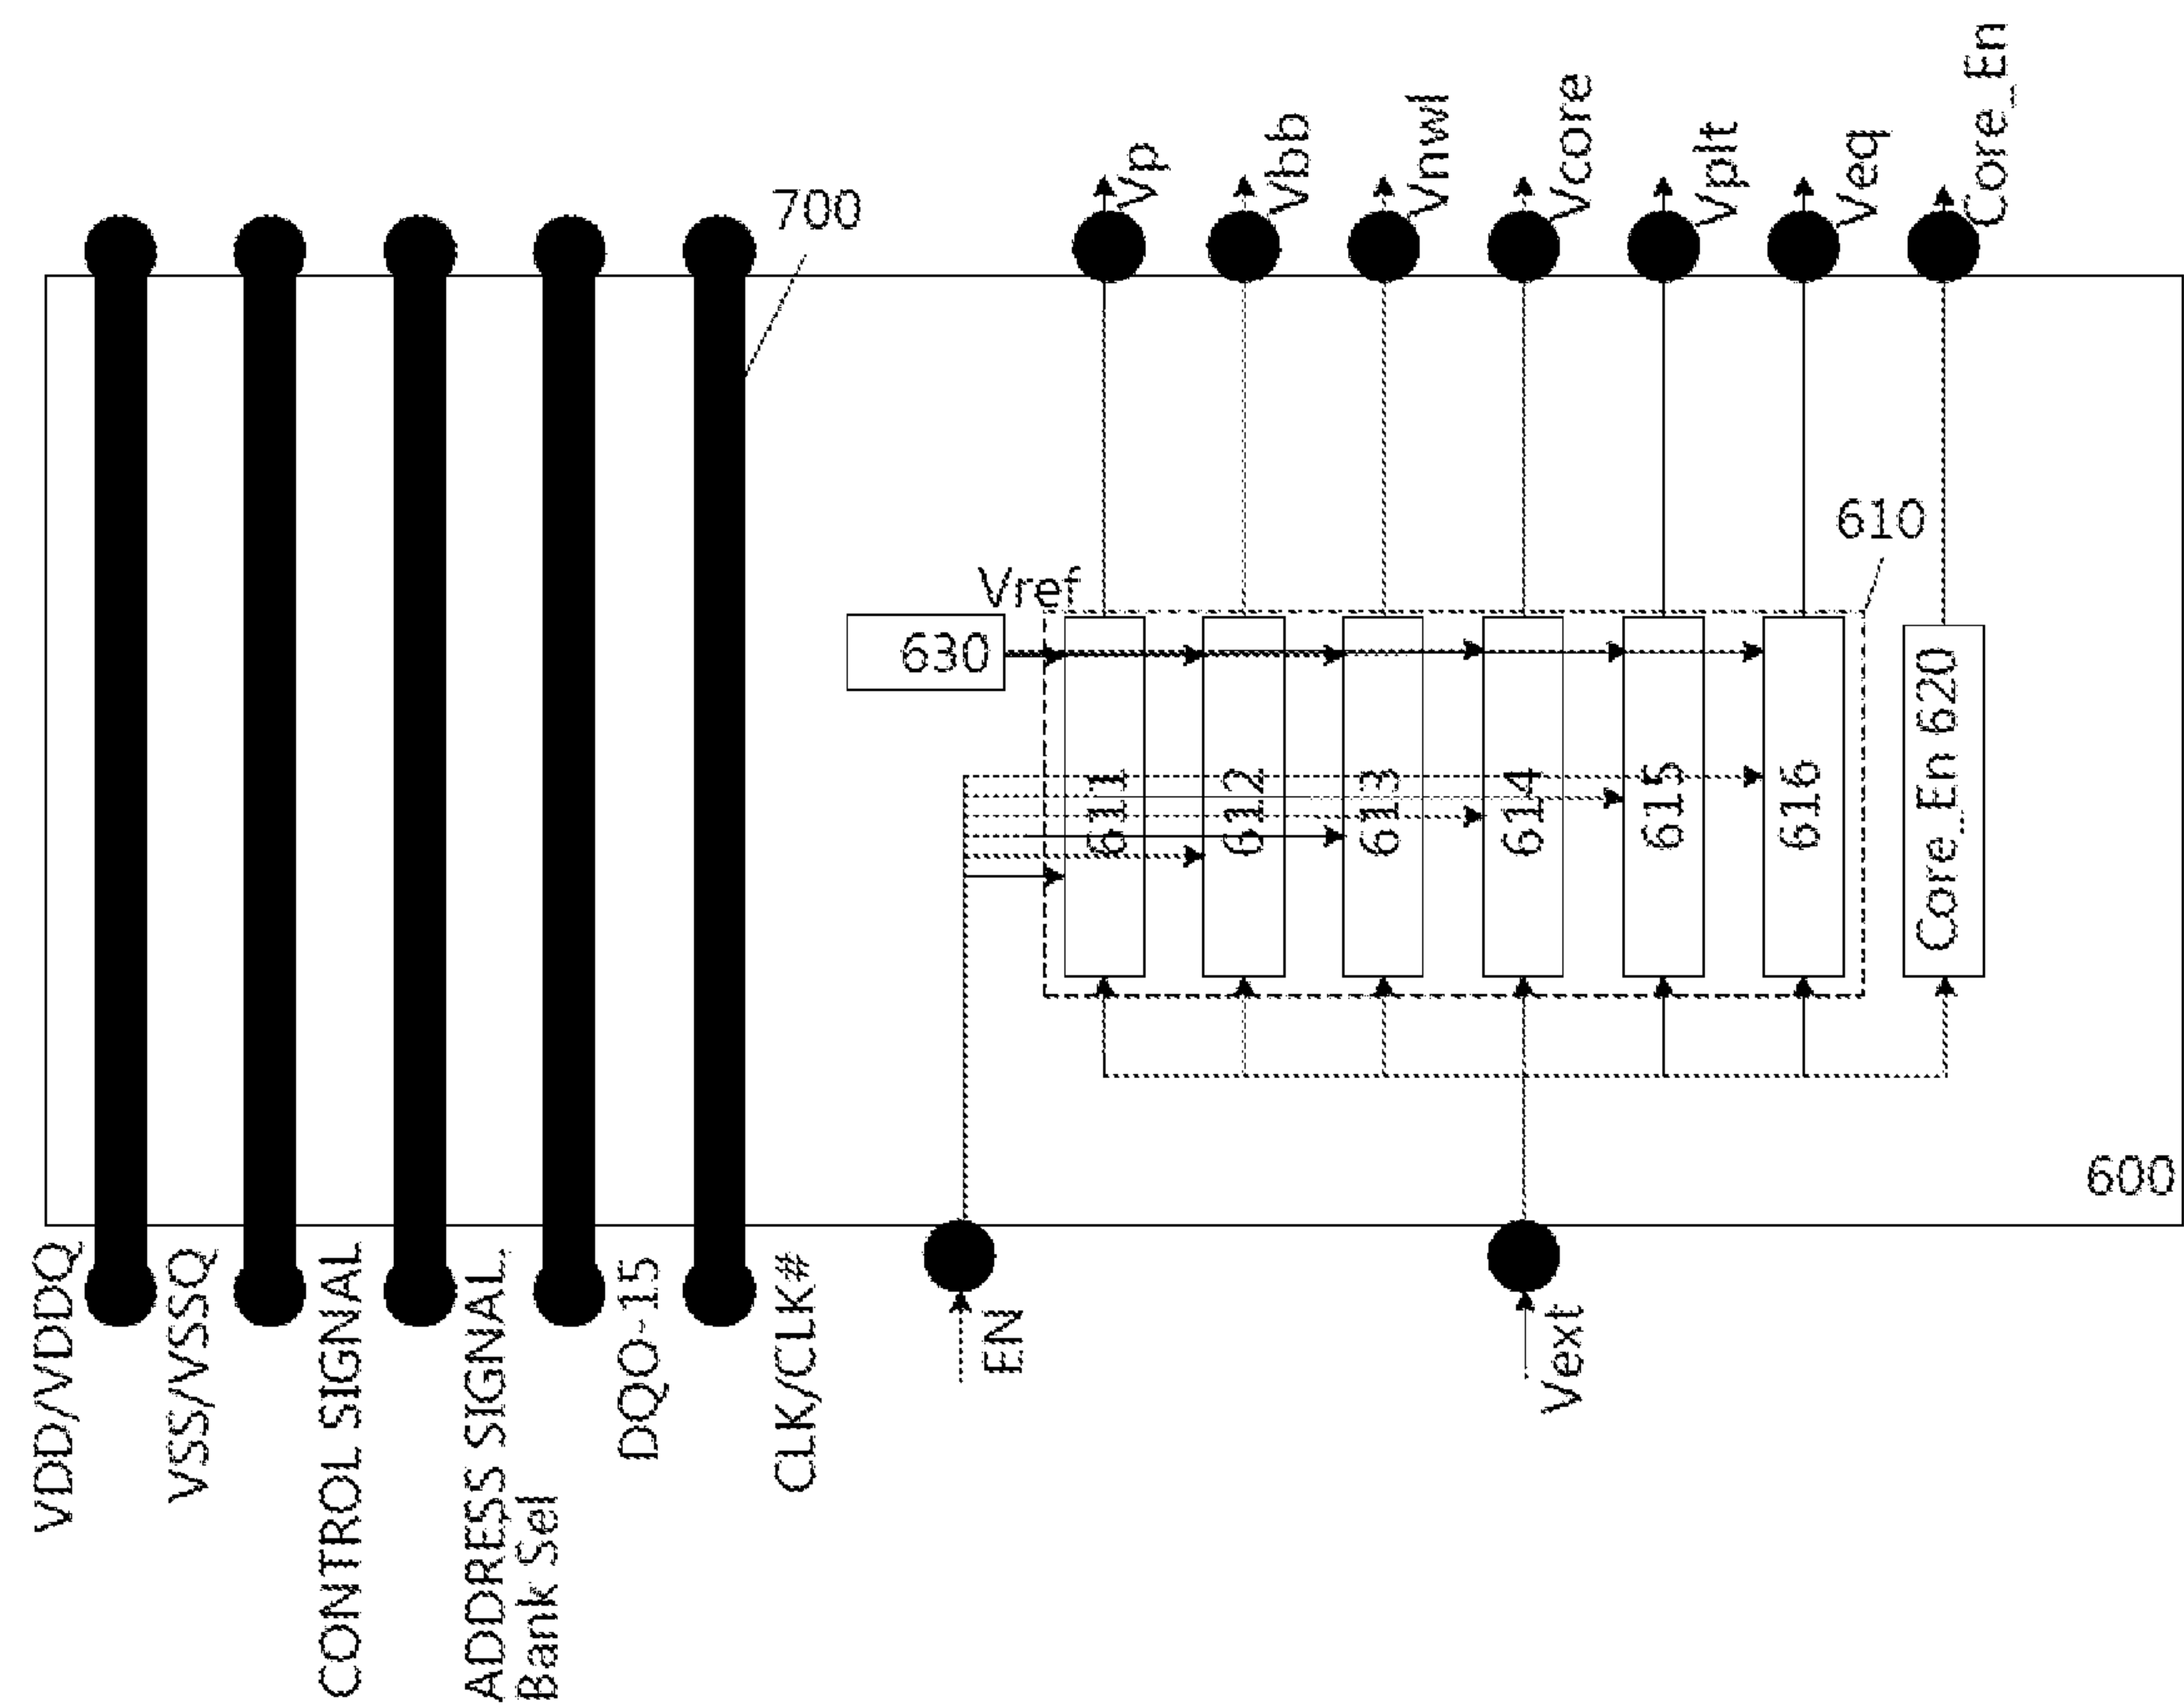 700
Vp
Vbb
Vnwl
Vcore
Vplt
Veq
Core_En
610
Vref
630
611
612
613
614
615
616
Core_En 620
600
VDD/VDDQ
VSS/VSSQ
CONTROL SIGNAL
ADDRESS SIGNAL,
Bank Sel
DQO-15
CLK/CLK#
EN
Vext